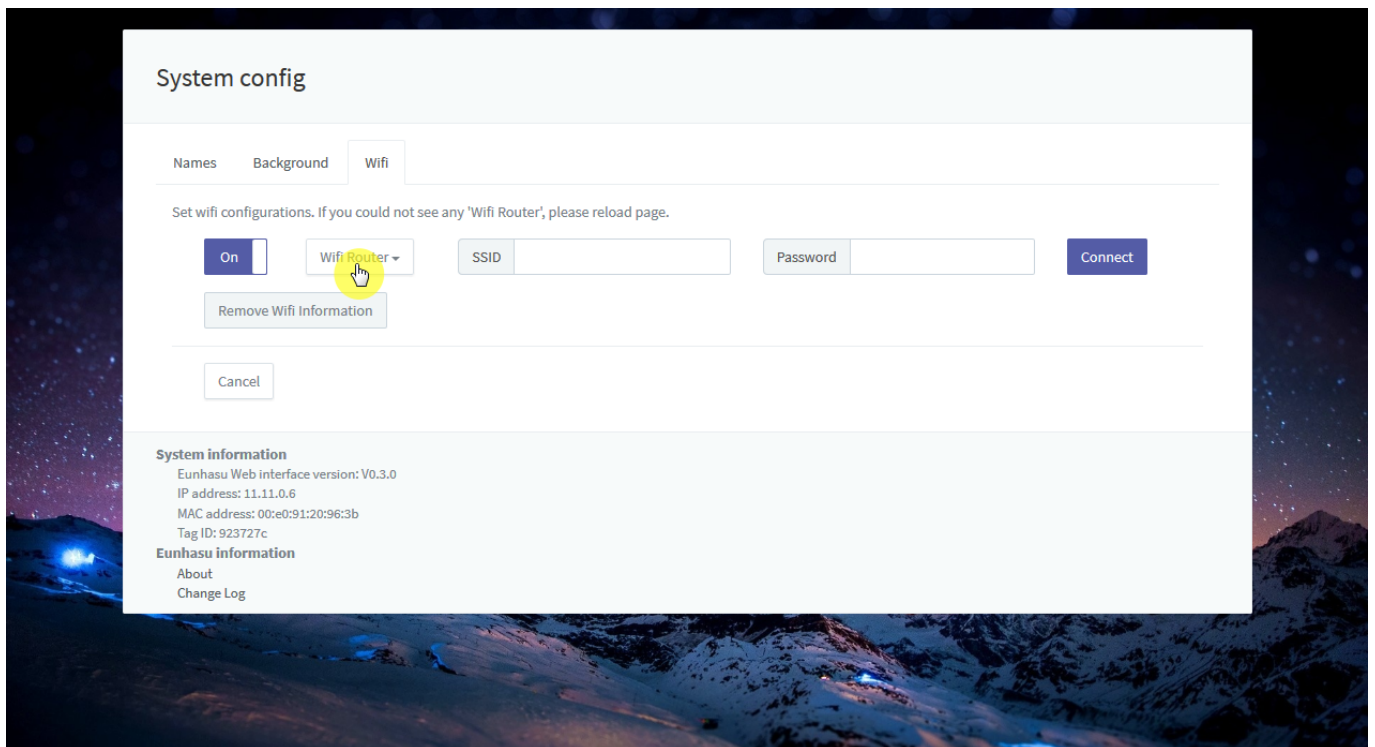 System config
Names Background Wifi
Set wifi configurations. If you could not see any 'Wifi Router', please reload page.
On Wifi Router SSID Password Connect
Remove Wifi Information
Cancel
System information
Eunhasu Web interface version: V0.3.0
IP address: 11.11.0.6
MAC address: 00:e0:91:20:96:3b
Tag ID: 923727c
Eunhasu information
About
Change Log